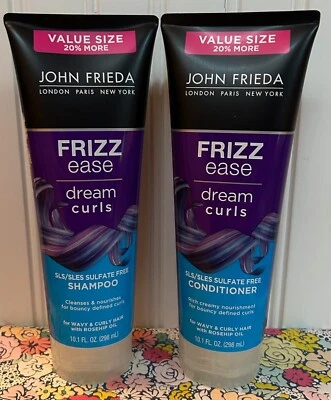 VALUE SIZE
20% MORE
JOHN FRIEDA
LONDON PARIS NEW YORK
FRIZZ
ease
dream
curls
SLS/SLES SULFATE FREE
SHAMPOO
Cleanses & nourishes
for bouncy defined curls
for WAVY & CURLY HAIR
with ROSEHIP OIL
10.1 FL. OZ (298 mL)
VALUE SIZE
20% MORE
JOHN FRIEDA
LONDON PARIS NEW YORK
FRIZZ
ease
dream
curls
SLS/SLES SULFATE FREE
CONDITIONER
Rich creamy nourishment
for bouncy defined curls
for WAVY & CURLY HAIR
with ROSEHIP OIL
10.1 FL. OZ (298 mL)